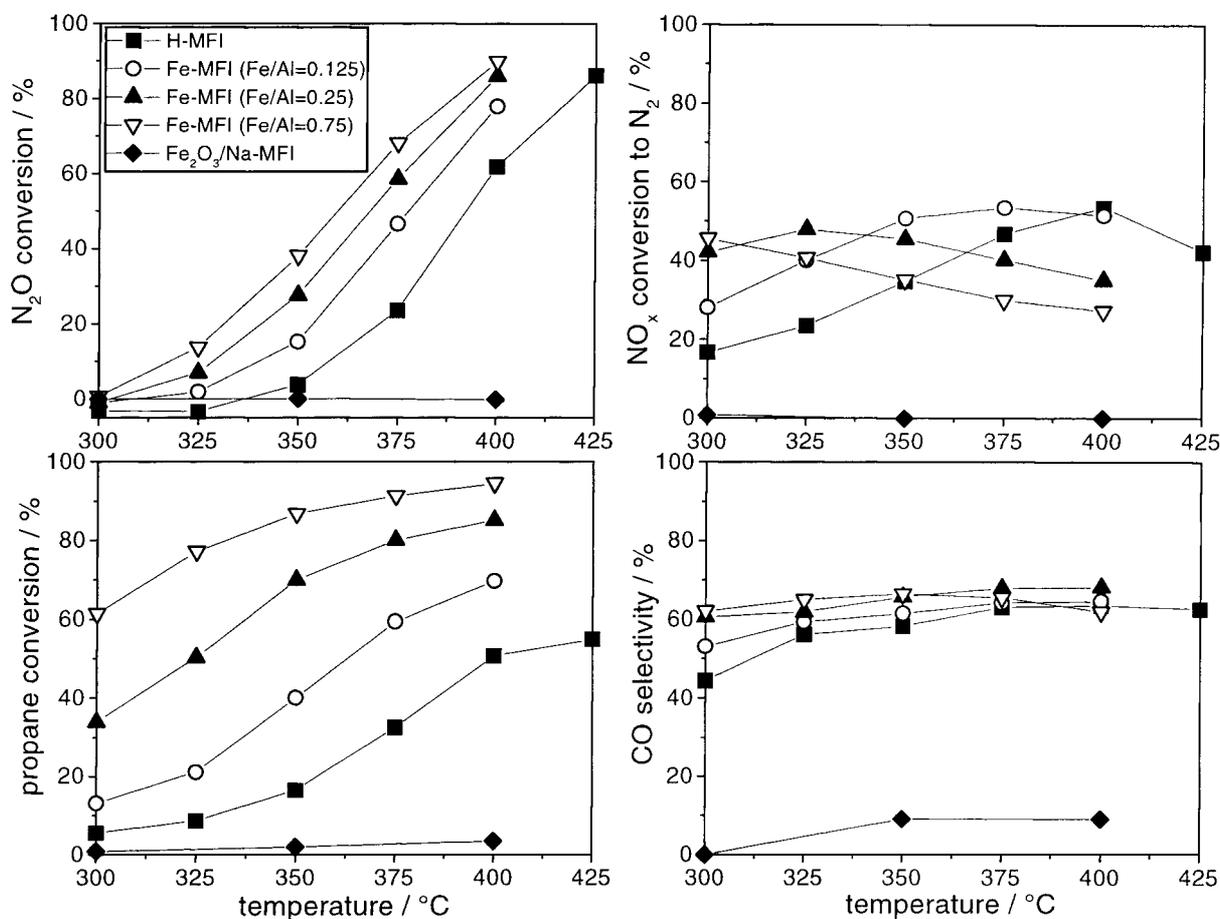 100
80
60
40
20
0
N₂O conversion / %
H-MFI
Fe-MFI (Fe/Al=0.125)
Fe-MFI (Fe/Al=0.25)
Fe-MFI (Fe/Al=0.75)
Fe₂O₃/Na-MFI
300 325 350 375 400 425
100
80
60
40
20
0
NOₓ conversion to N₂ / %
300 325 350 375 400 425
100
80
60
40
20
0
propane conversion / %
300 325 350 375 400 425
temperature / °C
100
80
60
40
20
0
CO selectivity / %
300 325 350 375 400 425
temperature / °C